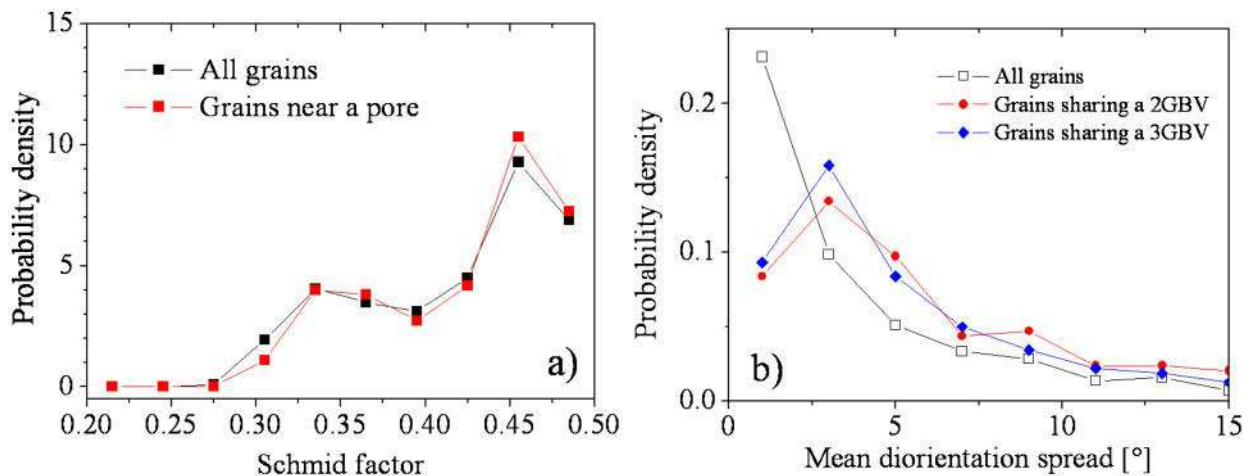 15
10
5
0
0.20 0.25 0.30 0.35 0.40 0.45 0.50
Probability density
Schmid factor
All grains
Grains near a pore
a)
0.2
0.1
0.0
0 5 10 15
Probability density
Mean diorientation spread [°]
All grains
Grains sharing a 2GBV
Grains sharing a 3GBV
b)